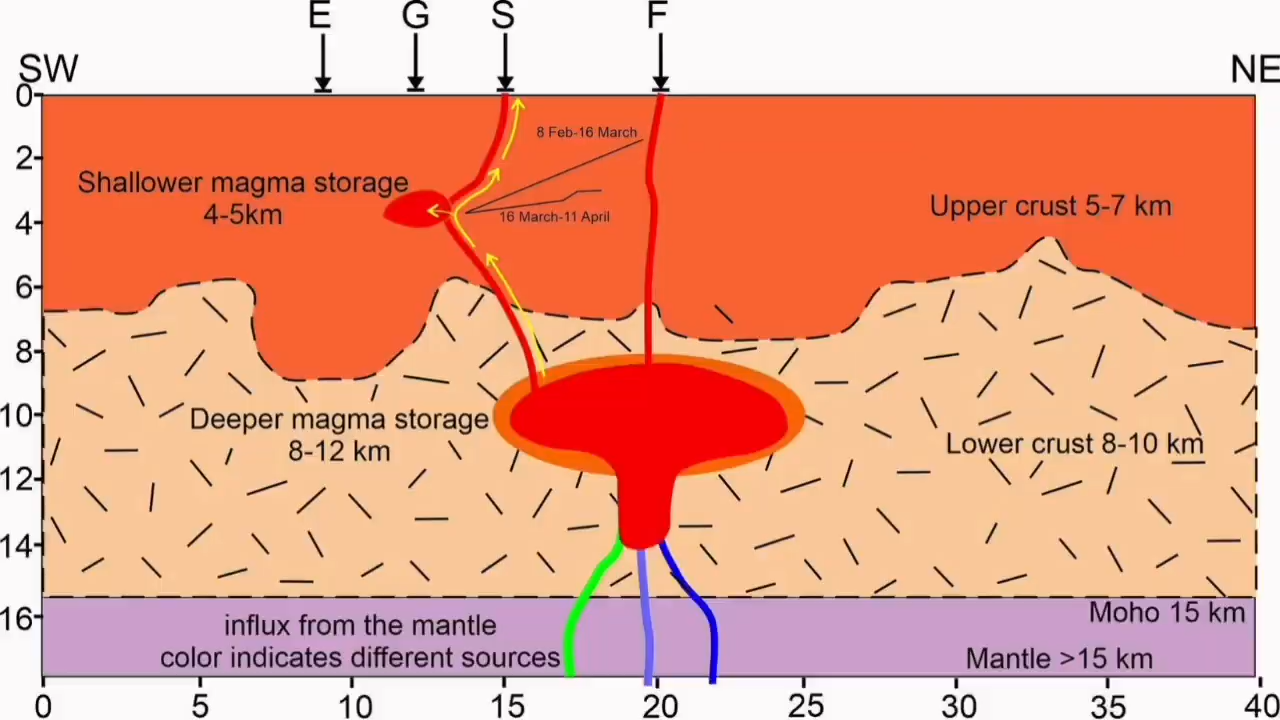 E G S F
SW NE
0
8 Feb-16 March
2
Shallower magma storage
4-5km
Upper crust 5-7 km
16 March-11 April
4
6
8
10
Deeper magma storage
8-12 km
Lower crust 8-10 km
12
14
16
Moho 15 km
influx from the mantle
color indicates different sources
Mantle >15 km
0 5 10 15 20 25 30 35 40